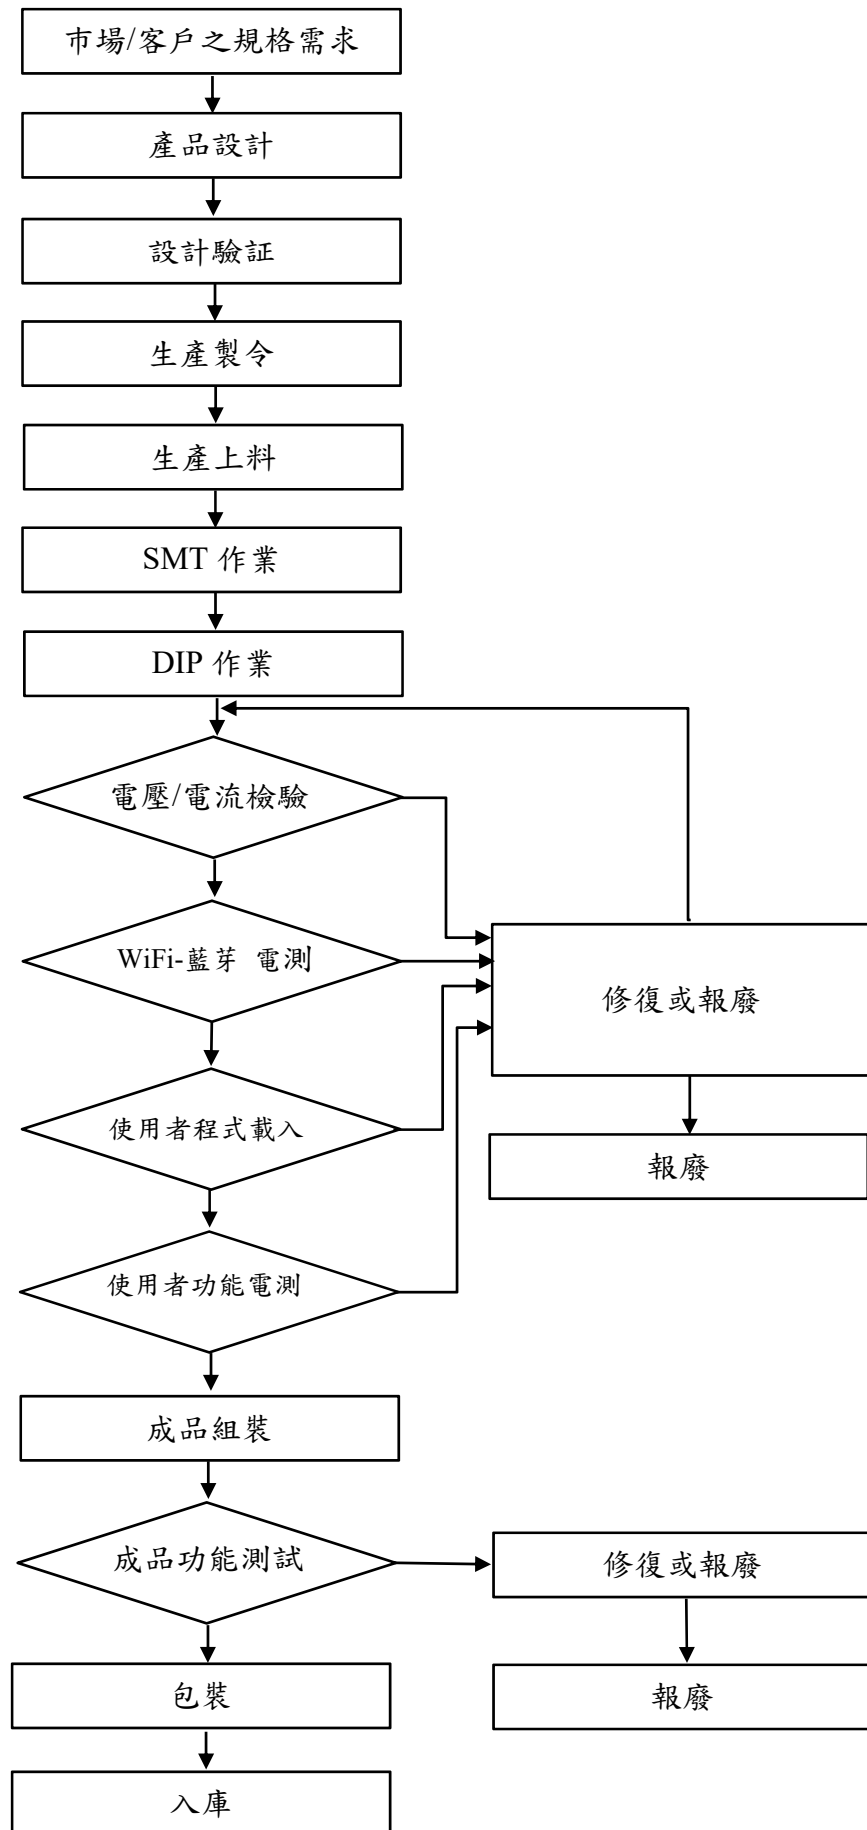 市場/客戶之規格需求
產品設計
設計驗証
生產製令
生產上料
SMT 作業
DIP 作業
電壓/電流檢驗
WiFi-藍芽 電測
修復或報廢
使用者程式載入
報廢
使用者功能電測
成品組裝
成品功能測試
修復或報廢
包裝
報廢
入庫